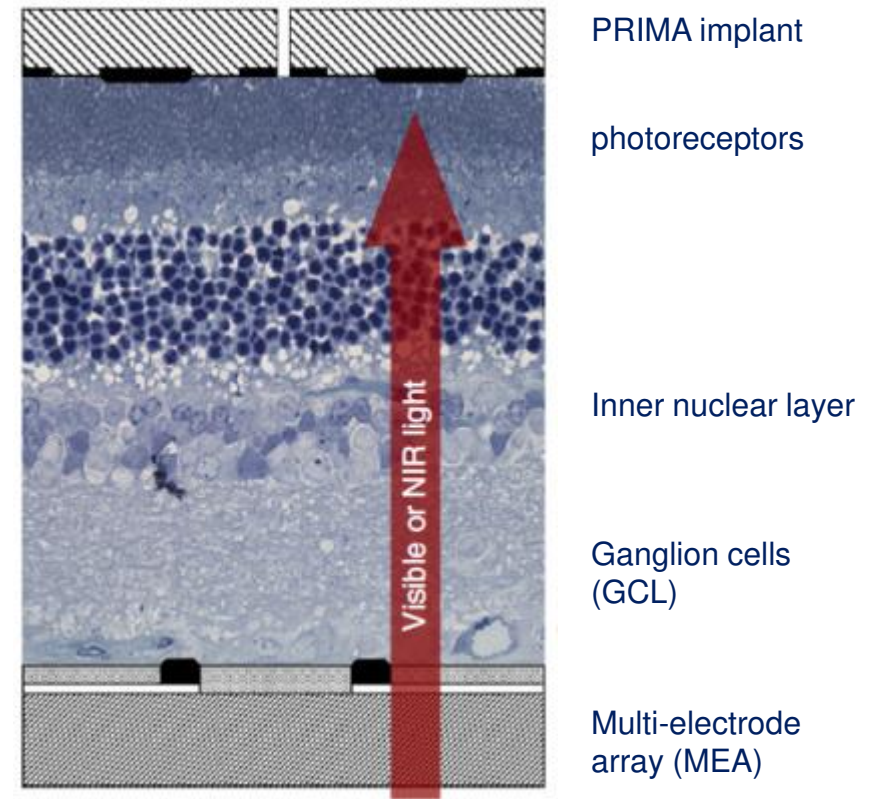 PRIMA implant
photoreceptors
Inner nuclear layer
Visible or NIR light
Ganglion cells
(GCL)
Multi-electrode
array (MEA)